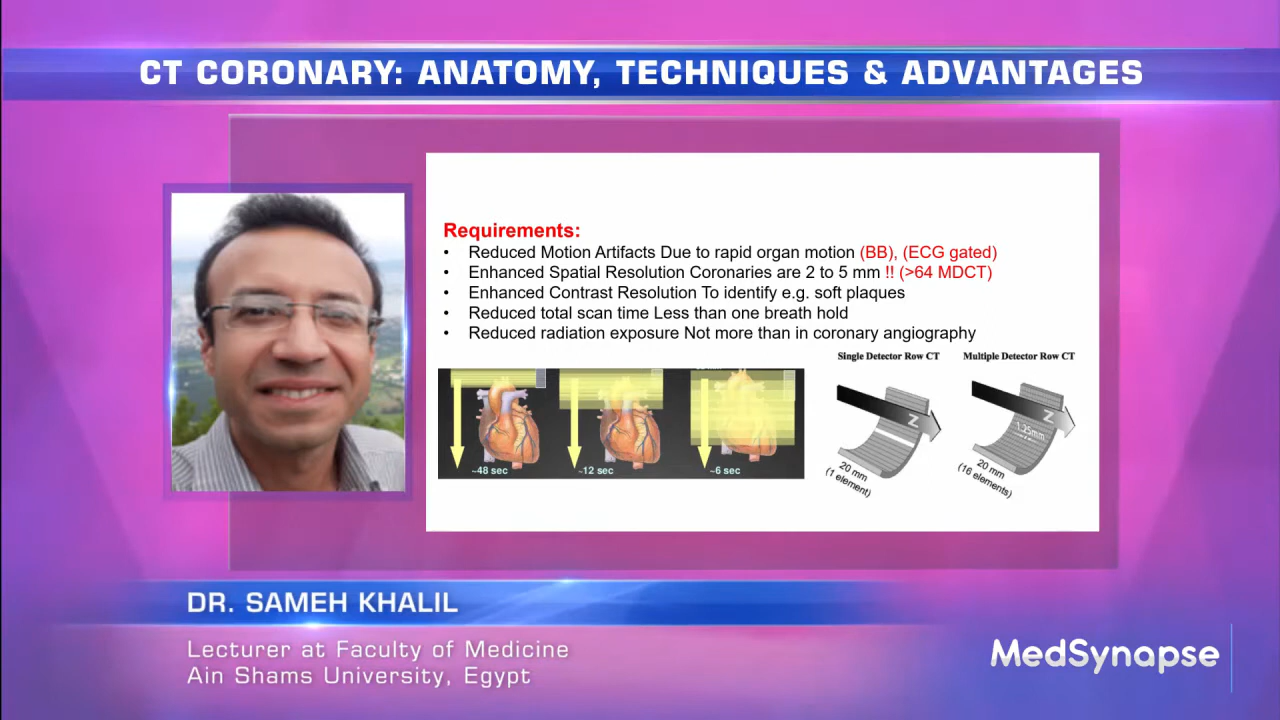 CT CORONARY: ANATOMY, TECHNIQUES & ADVANTAGES
Requirements:
• Reduced Motion Artifacts Due to rapid organ motion (BB), (ECG gated)
• Enhanced Spatial Resolution Coronaries are 2 to 5 mm !! (>64 MDCT)
• Enhanced Contrast Resolution To identify e.g. soft plaques
• Reduced total scan time Less than one breath hold
• Reduced radiation exposure Not more than in coronary angiography
Single Detector Row CT
Multiple Detector Row CT
~48 sec
~12 sec
~6 sec
Z
20 mm
(1 element)
Z
1.25mm
20 mm
(16 elements)
DR. SAMEH KHALIL
Lecturer at Faculty of Medicine
Ain Shams University, Egypt
MedSynapse